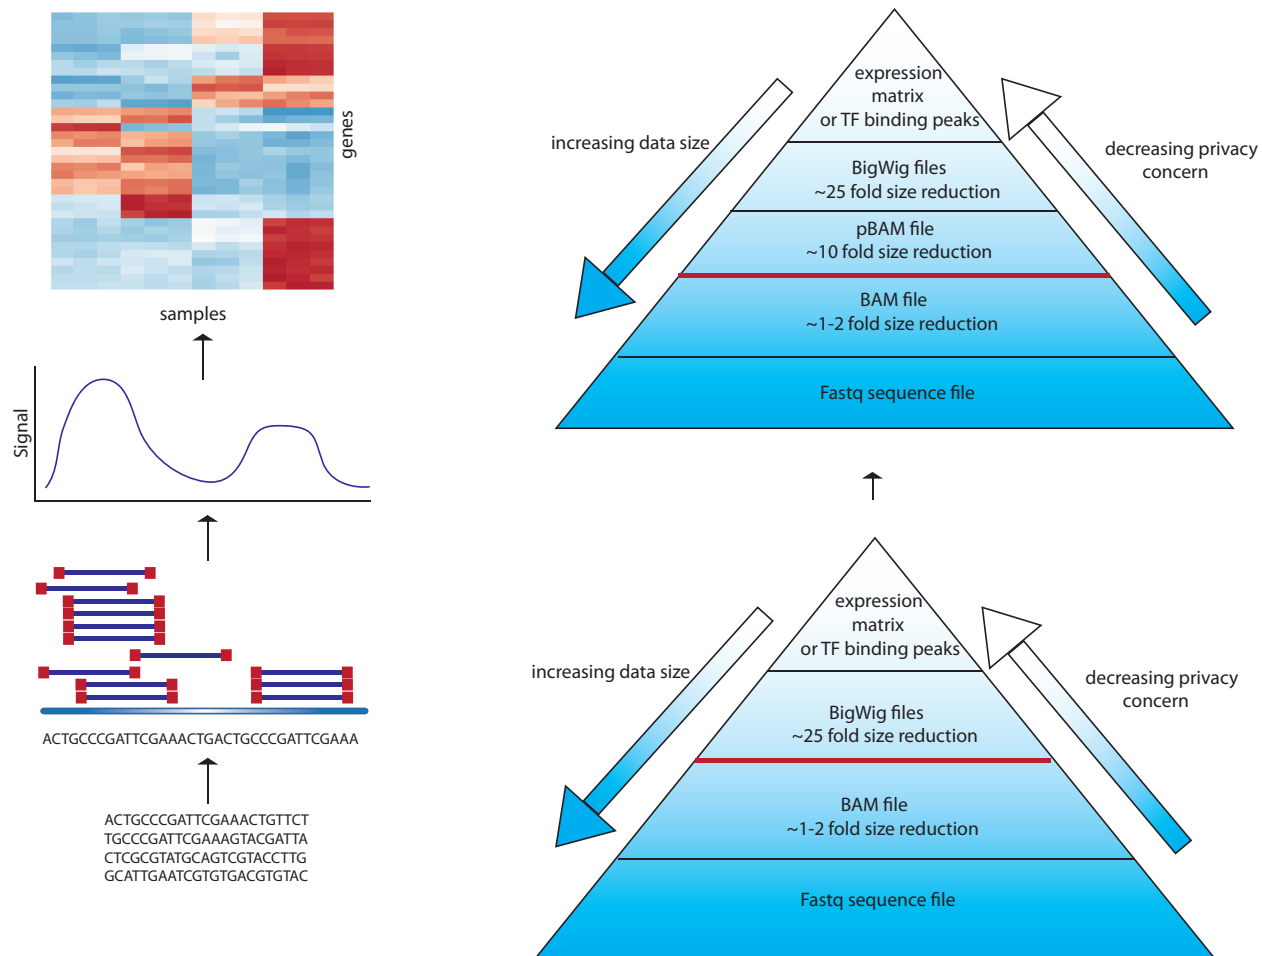 genes
samples
Signal
ACTGCCCGATTCGAAACTGACTGCCCGATTCGAAA
ACTGCCCGATTCGAAACTGTTCT
TGCCCGATTCGAAAGTACGATTA
CTCGCGTATGCAGTCGTACCTTG
GCATTGAATCGTGTGACGTGTAC
increasing data size
expression
matrix
or TF binding peaks
BigWig files
~25 fold size reduction
pBAM file
~10 fold size reduction
BAM file
~1-2 fold size reduction
Fastq sequence file
decreasing privacy
concern
increasing data size
expression
matrix
or TF binding peaks
BigWig files
~25 fold size reduction
BAM file
~1-2 fold size reduction
Fastq sequence file
decreasing privacy
concern